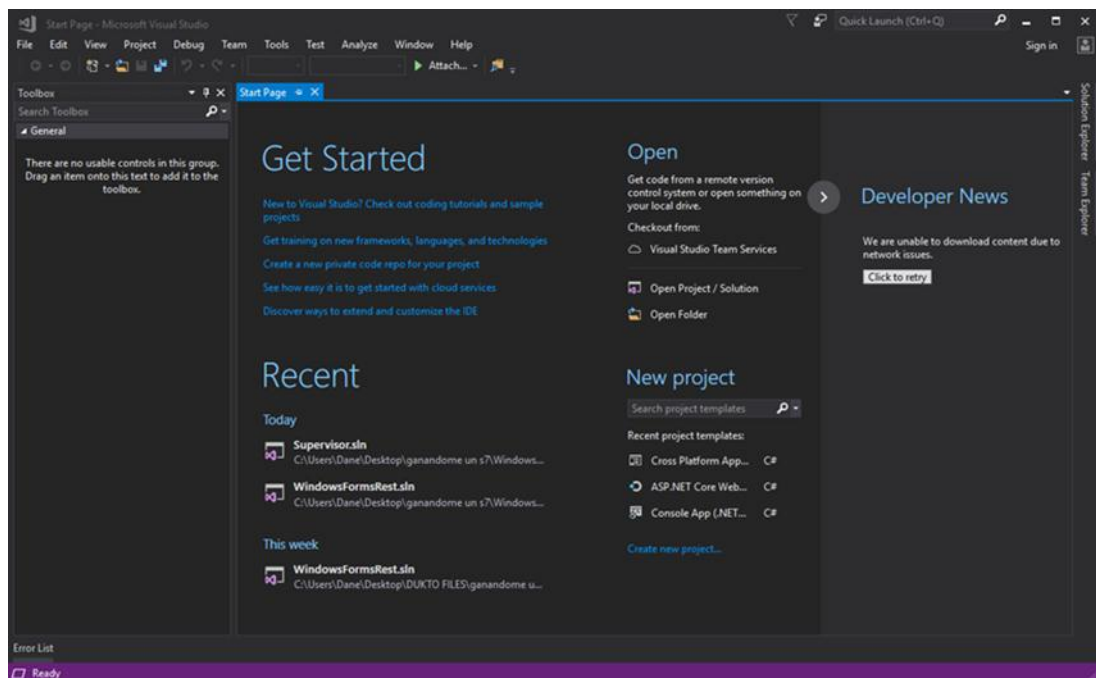 Start Page - Microsoft Visual Studio
Quick Launch (Ctrl+Q)
File Edit View Project Debug Team Tools Test Analyze Window Help
Sign in
Attach...
Toolbox
Start Page
Search Toolbox
General
There are no usable controls in this group.
Drag an item onto this text to add it to the
toolbox.
Get Started
New to Visual Studio? Check out coding tutorials and sample
projects
Get training on new frameworks, languages, and technologies
Create a new private code repo for your project
See how easy it is to get started with cloud services
Discover ways to extend and customize the IDE
Recent
Today
Supervisor.sln
C:\Users\Dane\Desktop\ganandome un s7\Windows...
WindowsFormsRest.sln
C:\Users\Dane\Desktop\ganandome un s7\Windows...
This week
WindowsFormsRest.sln
C:\Users\Dane\Desktop\DUKTO FILES\ganandome u...
Open
Get code from a remote version
control system or open something on
your local drive.
Checkout from:
Visual Studio Team Services
Open Project / Solution
Open Folder
New project
Search project templates
Recent project templates:
Cross Platform App... C#
ASP.NET Core Web... C#
Console App (.NET... C#
Create new project...
Developer News
We are unable to download content due to
network issues.
Click to retry
Solution Explorer
Team Explorer
Error List
Ready